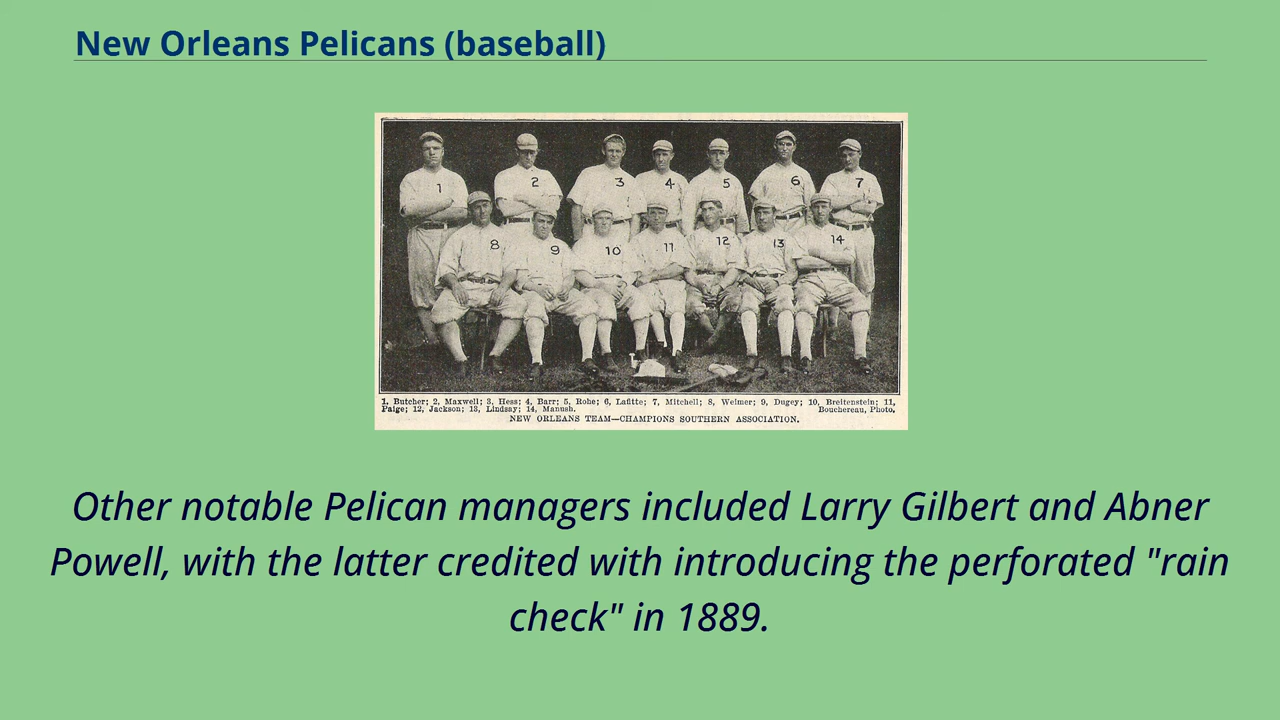 New Orleans Pelicans (baseball)
1 2 3 4 5 6 7
8 9 10 11 12 13 14
1, Butcher; 2, Maxwell; 3, Hess; 4, Barr; 5, Rohe; 6, Lafitte; 7, Mitchell; 8, Weimer; 9, Dugey; 10, Breitenstein; 11,
Paige; 12, Jackson; 13, Lindsay; 14, Manush. Bouchereau, Photo.
NEW ORLEANS TEAM—CHAMPIONS SOUTHERN ASSOCIATION.
Other notable Pelican managers included Larry Gilbert and Abner
Powell, with the latter credited with introducing the perforated "rain
check" in 1889.